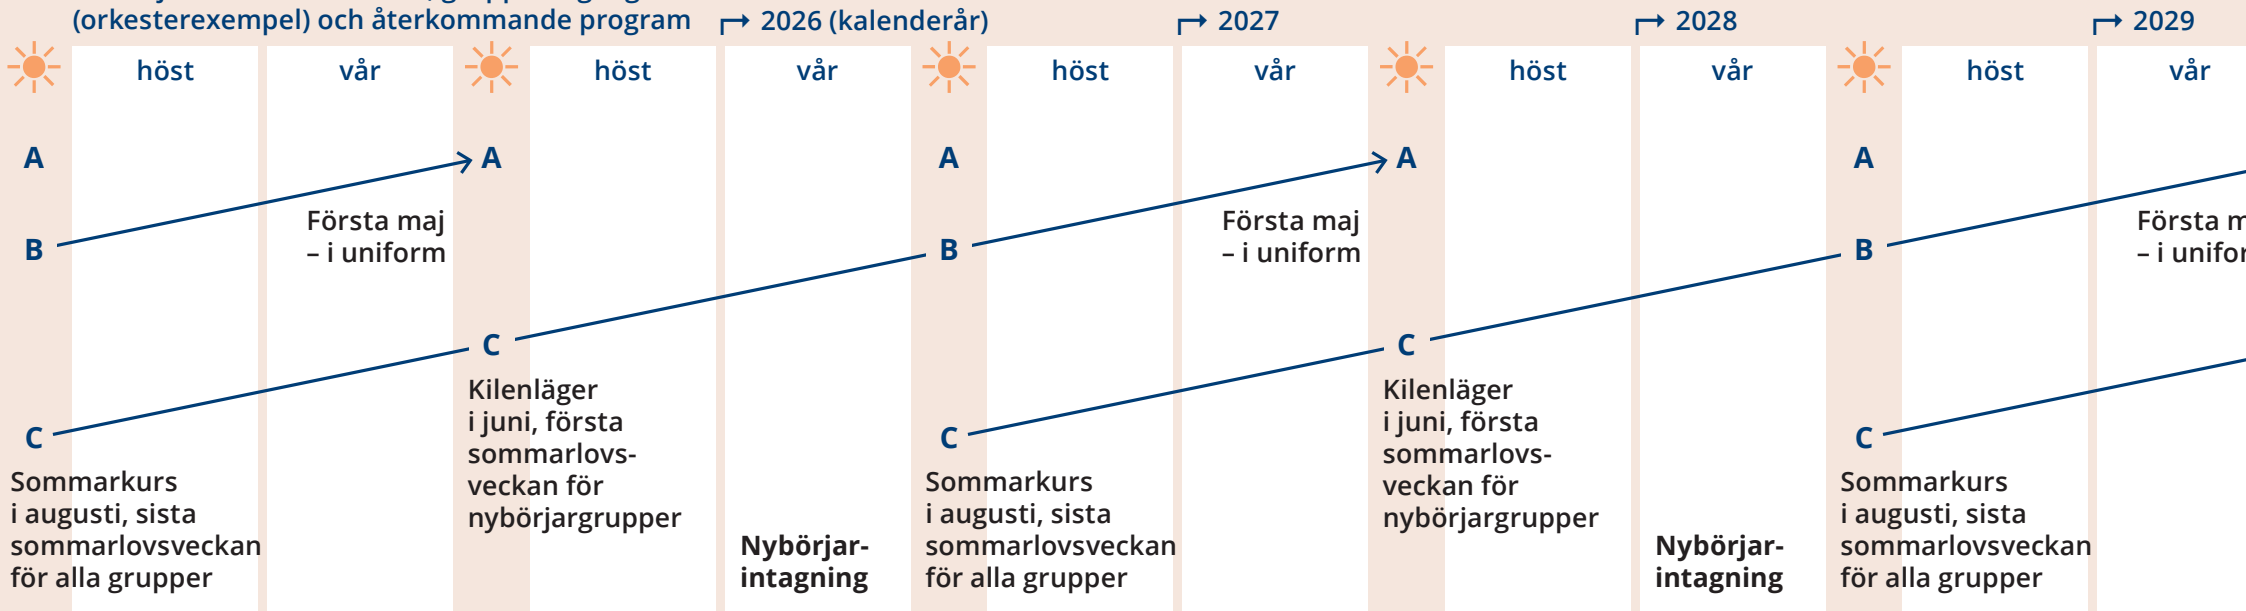 (orkesterexempel) och återkommande program
2026 (kalenderår)
2027
2028
2029
höst
vår
höst
vår
höst
vår
höst
vår
höst
vår
A
A
A
A
A
B
B
B
C
C
C
C
C
Första maj
– i uniform
Första maj
– i uniform
Första
– i
Kilenläger
i juni, första
sommarlovs-
veckan för
nybörjargrupper
Kilenläger
i juni, första
sommarlovs-
veckan för
nybörjargrupper
Sommarkurs
i augusti, sista
sommarlovsveckan
för alla grupper
Nybörjar-
intagning
Sommarkurs
i augusti, sista
sommarlovsveckan
för alla grupper
Nybörjar-
intagning
Sommarkurs
i augusti, sista
sommarlovsveckan
för alla grupper